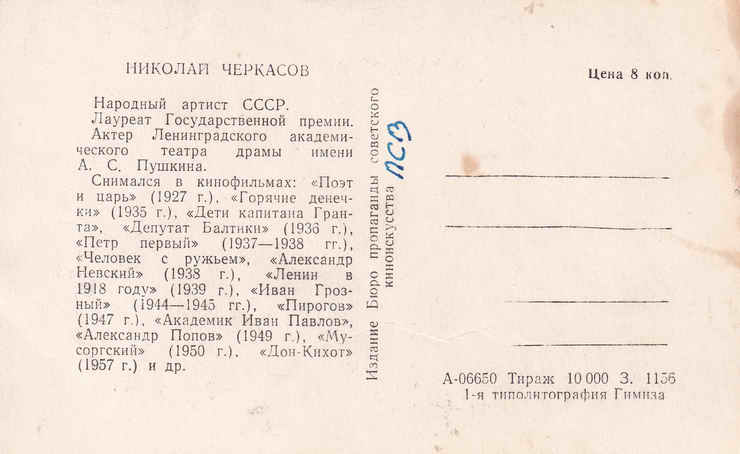 НИКОЛАЙ ЧЕРКАСОВ
Народный артист СССР.
Лауреат Государственной премии.
Актер Ленинградского академи-
ческого театра драмы имени
А. С. Пушкина.
Снимался в кинофильмах: «Поэт
и царь» (1927 г.), «Горячие денеч-
ки» (1935 г.), «Дети капитана Гран-
та», «Депутат Балтики» (1936 г.),
«Петр первый» (1937—1938 гг.),
«Человек с ружьем», «Александр
Невский» (1938 г.), «Ленин в
1918 году» (1939 г.), «Иван Гроз-
ный» (1944—1945 гг.), «Пирогов»
(1947 г.), «Академик Иван Павлов»,
«Александр Попов» (1949 г.), «Му-
соргский» (1950 г.), «Дон-Кихот»
(1957 г.) и др.
Издание Бюро пропаганды советского
киноискусства
ПСВ
Цена 8 коп.
А-06650 Тираж 10 000 З. 1156
1-я типолитография Гимиза